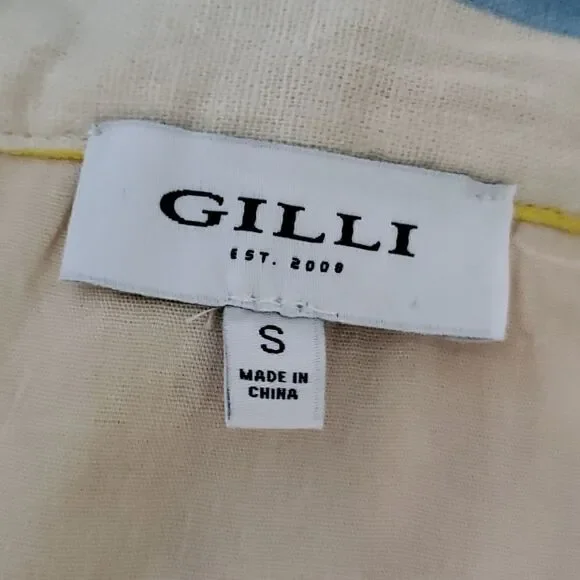 GILLI
EST. 2008
S
MADE IN
CHINA